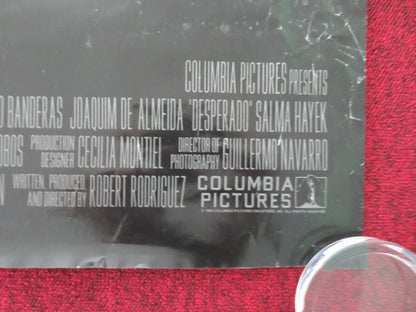 COLUMBIA PICTURES PRESENTS
BANDERAS JOAQUIM DE ALMEIDA "DESPERADO" SALMA HAYEK
OBOS PRODUCTION DESIGNER CECILIA MONTIEL DIRECTOR OF PHOTOGRAPHY GUILLERMO NAVARRO
N WRITTEN, PRODUCED AND DIRECTED BY ROBERT RODRIGUEZ
COLUMBIA
PICTURES